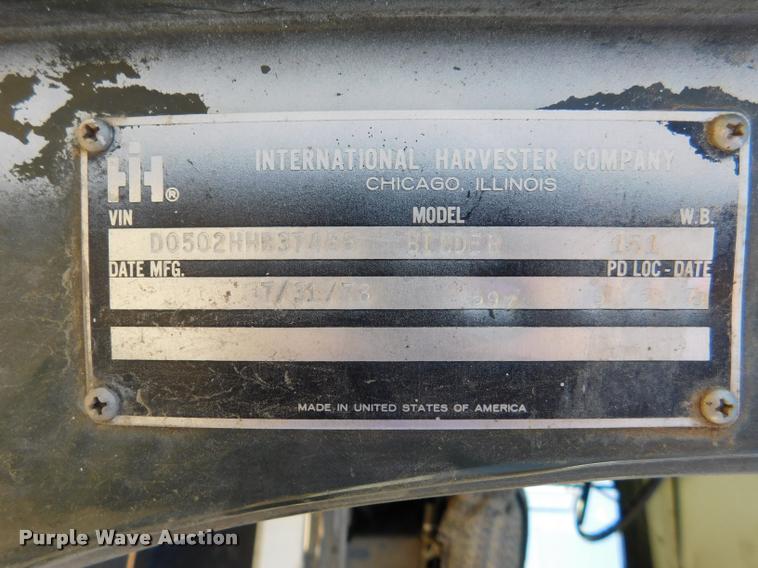 IH®
INTERNATIONAL HARVESTER COMPANY
CHICAGO, ILLINOIS
VIN MODEL W.B.
151
DATE MFG. PD LOC - DATE
MADE IN UNITED STATES OF AMERICA
Purple Wave Auction